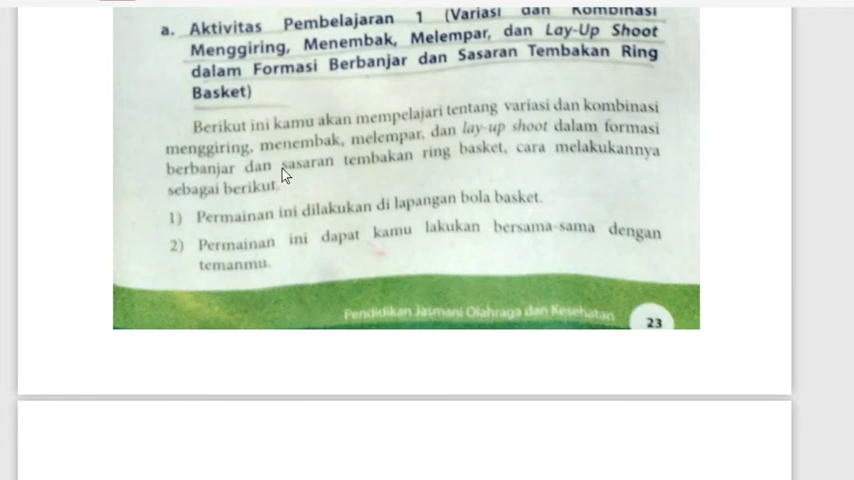 a. Aktivitas Pembelajaran 1 (Variasi dan Kombinasi
Menggiring, Menembak, Melempar, dan Lay-Up Shoot
dalam Formasi Berbanjar dan Sasaran Tembakan Ring
Basket)
Berikut ini kamu akan mempelajari tentang variasi dan kombinasi
menggiring, menembak, melempar, dan lay-up shoot dalam formasi
berbanjar dan sasaran tembakan ring basket, cara melakukannya
sebagai berikut.
1) Permainan ini dilakukan di lapangan bola basket.
2) Permainan ini dapat kamu lakukan bersama-sama dengan
temanmu.
Pendidikan Jasmani Olahraga dan Kesehatan
23